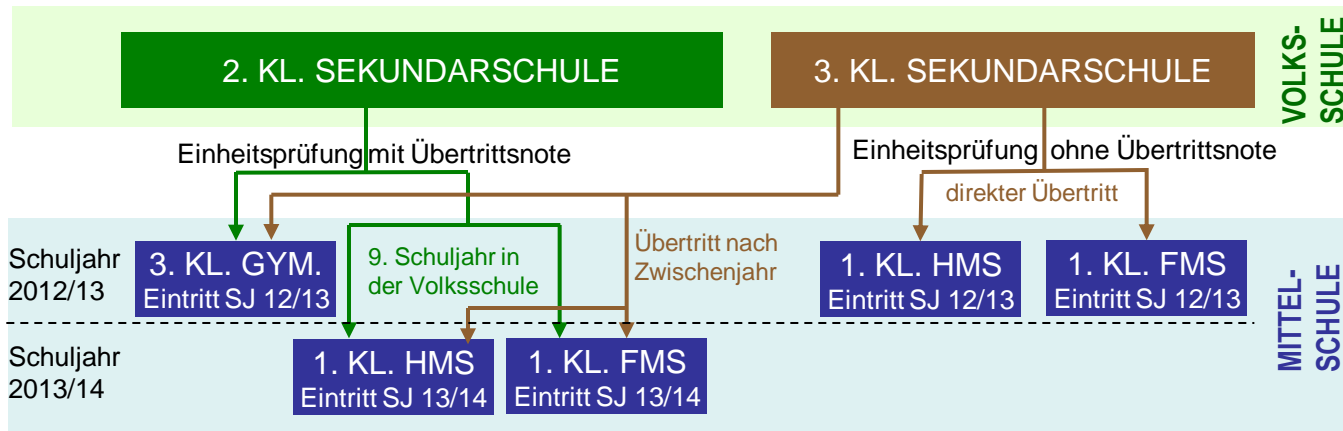 2. KL. SEKUNDARSCHULE
3. KL. SEKUNDARSCHULE
VOLKS-
SCHULE
Einheitsprüfung mit Übertrittsnote
Einheitsprüfung ohne Übertrittsnote
direkter Übertritt
Schuljahr
2012/13
3. KL. GYM.
Eintritt SJ 12/13
9. Schuljahr in
der Volksschule
Übertritt nach
Zwischenjahr
1. KL. HMS
Eintritt SJ 12/13
1. KL. FMS
Eintritt SJ 12/13
MITTEL-
SCHULE
Schuljahr
2013/14
1. KL. HMS
Eintritt SJ 13/14
1. KL. FMS
Eintritt SJ 13/14